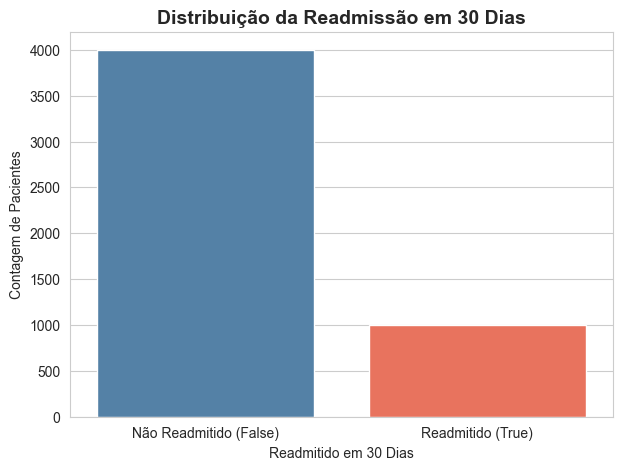 Distribuição da Readmissão em 30 Dias
Contagem de Pacientes
4000
3500
3000
2500
2000
1500
1000
500
0
Não Readmitido (False)
Readmitido (True)
Readmitido em 30 Dias